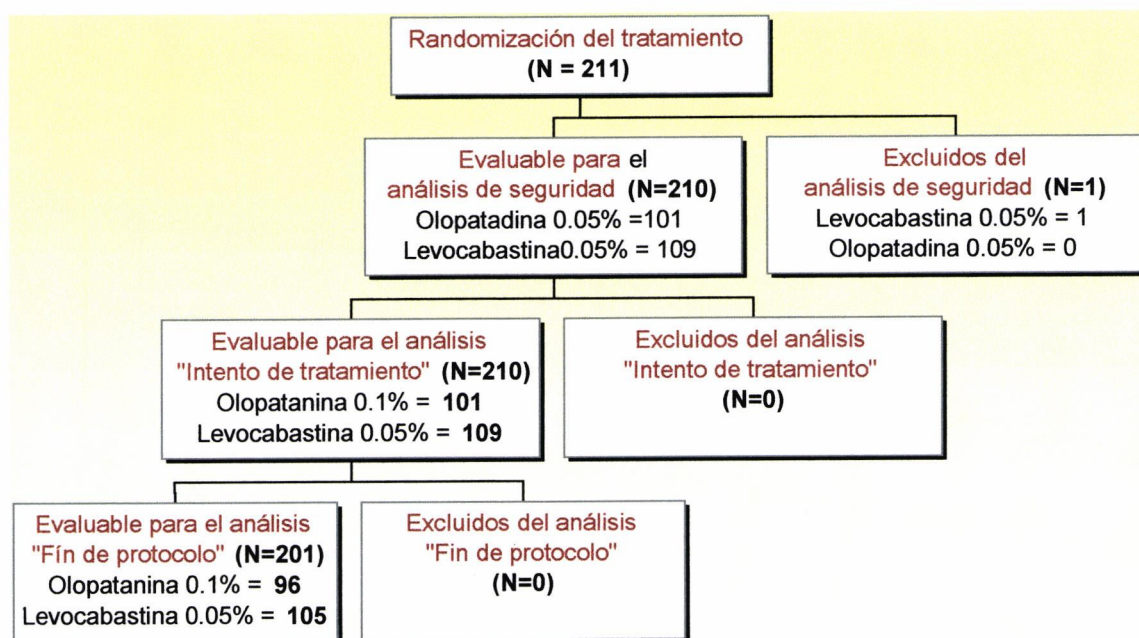 Randomización del tratamiento
(N = 211)
Evaluable para el
análisis de seguridad (N=210)
Olopatadina 0.05% =101
Levocabastina0.05% = 109
Excluidos del
análisis de seguridad (N=1)
Levocabastina 0.05% = 1
Olopatadina 0.05% = 0
Evaluable para el análisis
"Intento de tratamiento" (N=210)
Olopatanina 0.1% = 101
Levocabastina 0.05% = 109
Excluidos del análisis
"Intento de tratamiento"
(N=0)
Evaluable para el análisis
"Fín de protocolo" (N=201)
Olopatanina 0.1% = 96
Levocabastina 0.05% = 105
Excluidos del análisis
"Fin de protocolo"
(N=0)